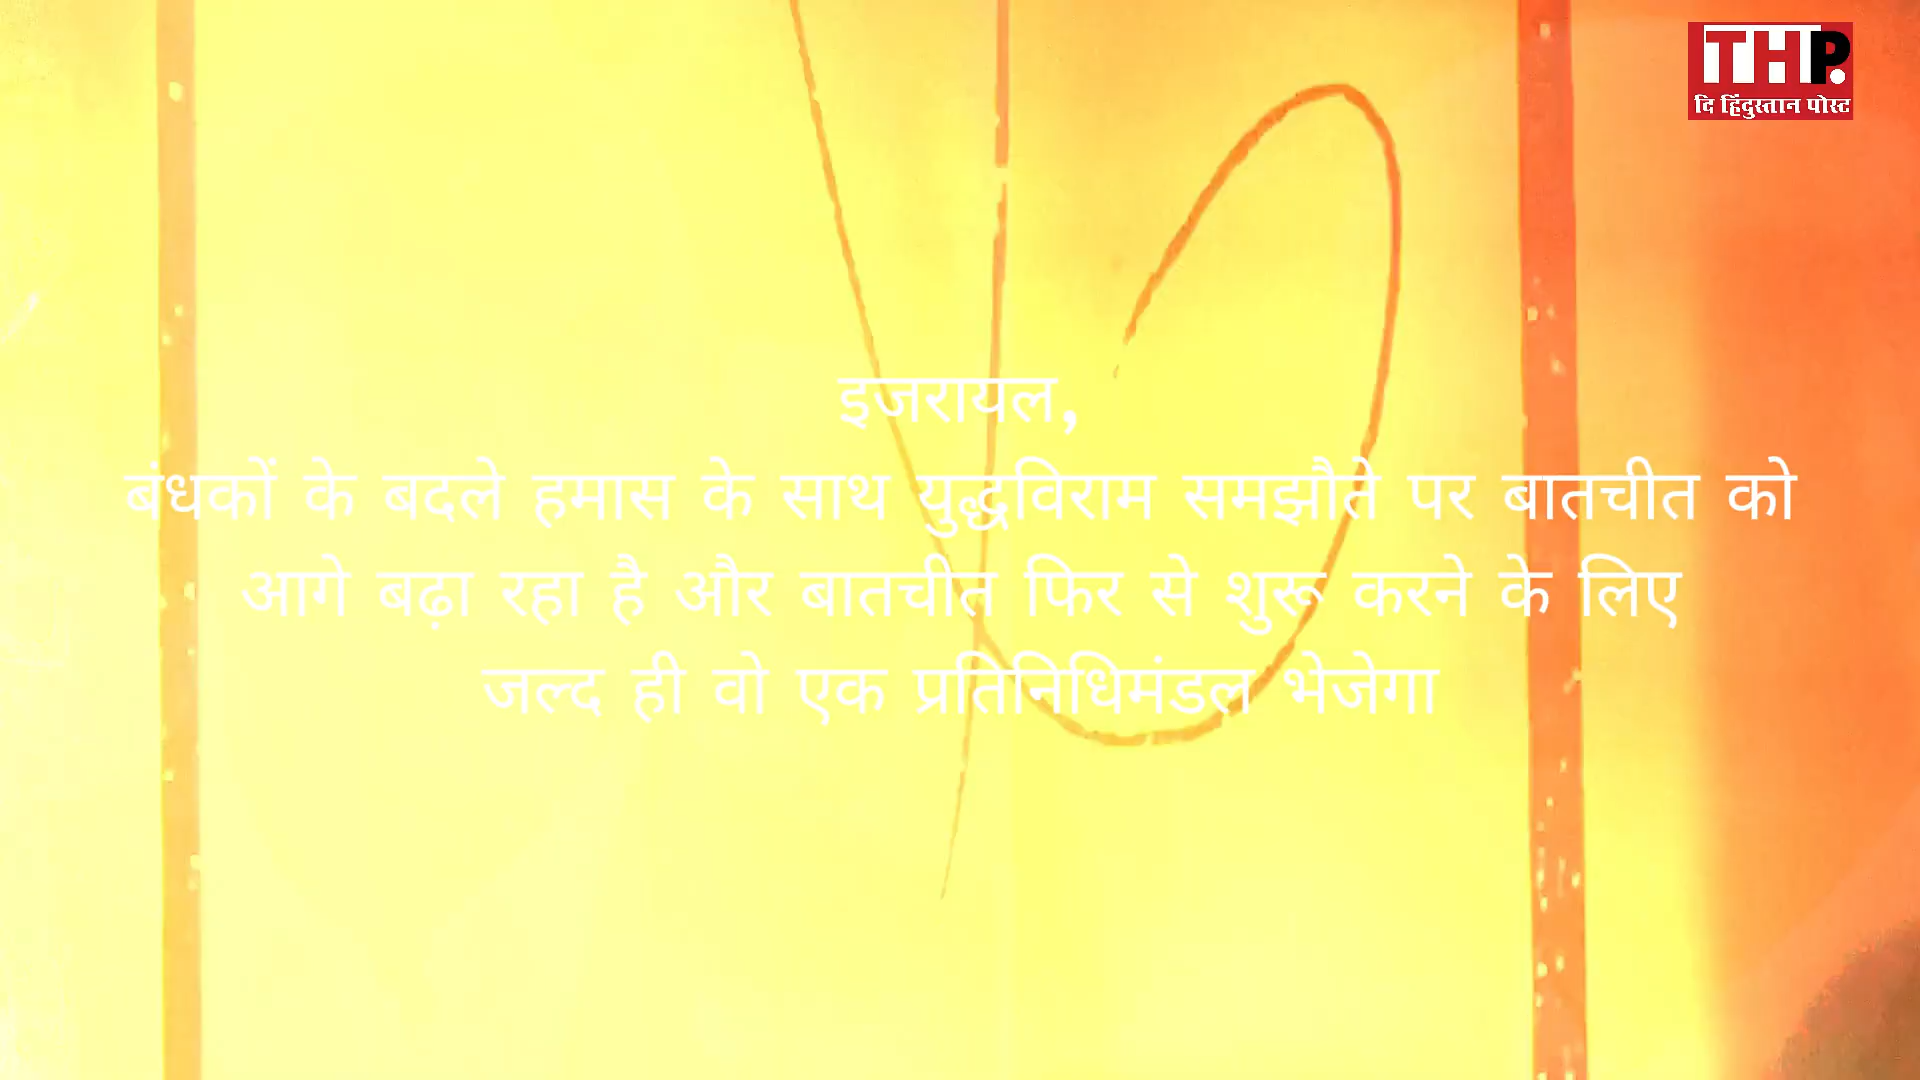 THP.
दि हिंदुस्तान पोस्ट
इजरायल,
बंधकों के बदले हमास के साथ युद्धविराम समझौते पर बातचीत को
आगे बढ़ा रहा है और बातचीत फिर से शुरू करने के लिए
जल्द ही वो एक प्रतिनिधिमंडल भेजेगा